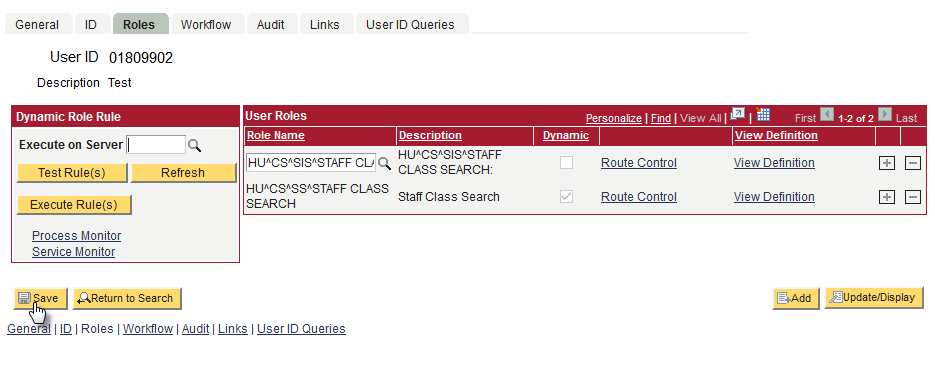 General ID Roles Workflow Audit Links User ID Queries
User ID 01809902
Description Test
Dynamic Role Rule
Execute on Server
Test Rule(s) Refresh
Execute Rule(s)
Process Monitor
Service Monitor
User Roles Personalize | Find | View All | First 1-2 of 2 Last
Role Name Description Dynamic View Definition
HU^CS^SIS^STAFF CLA HU^CS^SIS^STAFF
CLASS SEARCH: Route Control View Definition
HU^CS^SS^STAFF CLASS
SEARCH Staff Class Search Route Control View Definition
Save Return to Search Add Update/Display
General | ID | Roles | Workflow | Audit | Links | User ID Queries